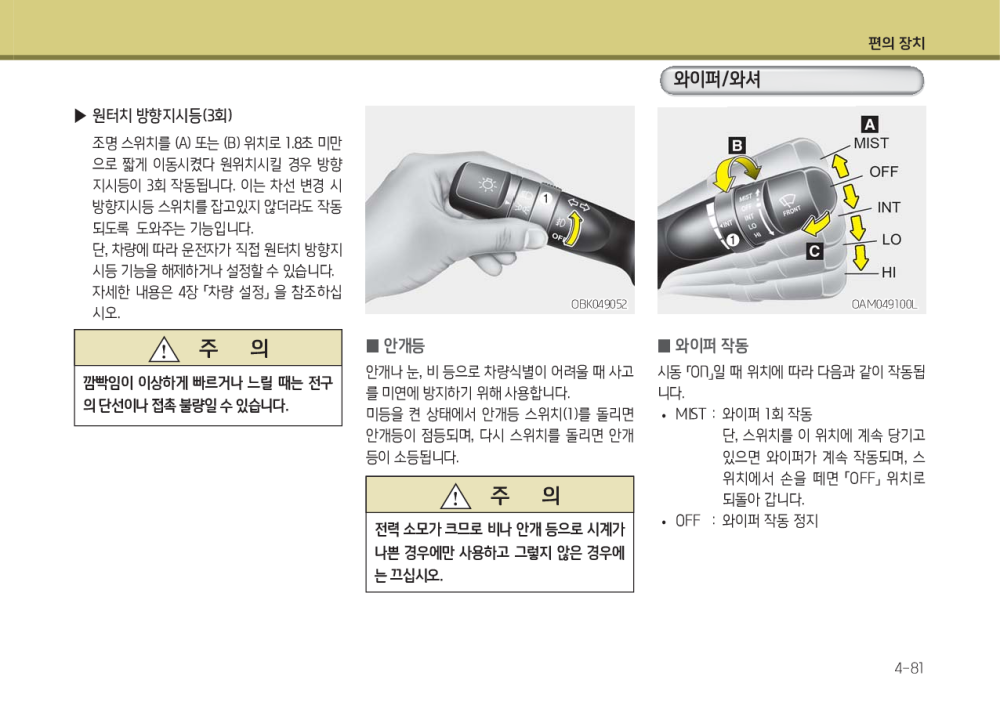 편의 장치
▶ 원터치 방향지시등(3회)
조명 스위치를 (A) 또는 (B) 위치로 1.8초 미만
으로 짧게 이동시켰다 원위치시킬 경우 방향
지시등이 3회 작동됩니다. 이는 차선 변경 시
방향지시등 스위치를 잡고있지 않더라도 작동
되도록 도와주는 기능입니다.
단, 차량에 따라 운전자가 직접 원터치 방향지
시등 기능을 해제하거나 설정할 수 있습니다.
자세한 내용은 4장 「차량 설정」을 참조하십
시오.
주 의
깜빡임이 이상하게 빠르거나 느릴 때는 전구
의 단선이나 접촉 불량일 수 있습니다.
1
OFF
OBK049052
■ 안개등
안개나 눈, 비 등으로 차량식별이 어려울 때 사고
를 미연에 방지하기 위해 사용합니다.
미등을 켠 상태에서 안개등 스위치(1)를 돌리면
안개등이 점등되며, 다시 스위치를 돌리면 안개
등이 소등됩니다.
주 의
전력 소모가 크므로 비나 안개 등으로 시계가
나쁜 경우에만 사용하고 그렇지 않은 경우에
는 끄십시오.
와이퍼/와셔
A
MIST
B
OFF
INT
LO
HI
C
MIST
INT
LO
HI
FRONT
INT
1
OAM049100L
■ 와이퍼 작동
시동 「ON」일 때 위치에 따라 다음과 같이 작동됩
니다.
• MIST : 와이퍼 1회 작동
단, 스위치를 이 위치에 계속 당기고
있으면 와이퍼가 계속 작동되며, 스
위치에서 손을 떼면 「OFF」 위치로
되돌아 갑니다.
• OFF : 와이퍼 작동 정지
4-81